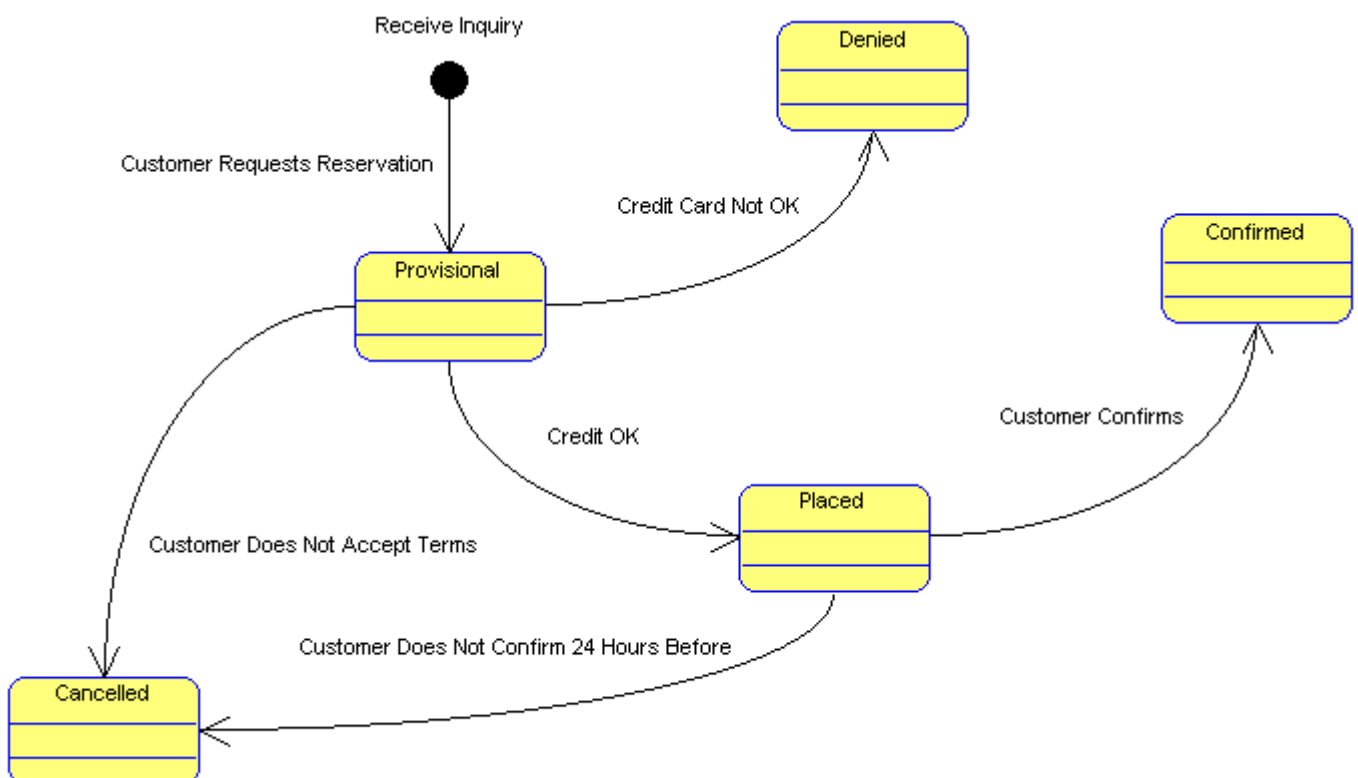 Receive Inquiry
Denied
Customer Requests Reservation
Credit Card Not OK
Confirmed
Provisional
Customer Confirms
Credit OK
Placed
Customer Does Not Accept Terms
Customer Does Not Confirm 24 Hours Before
Cancelled